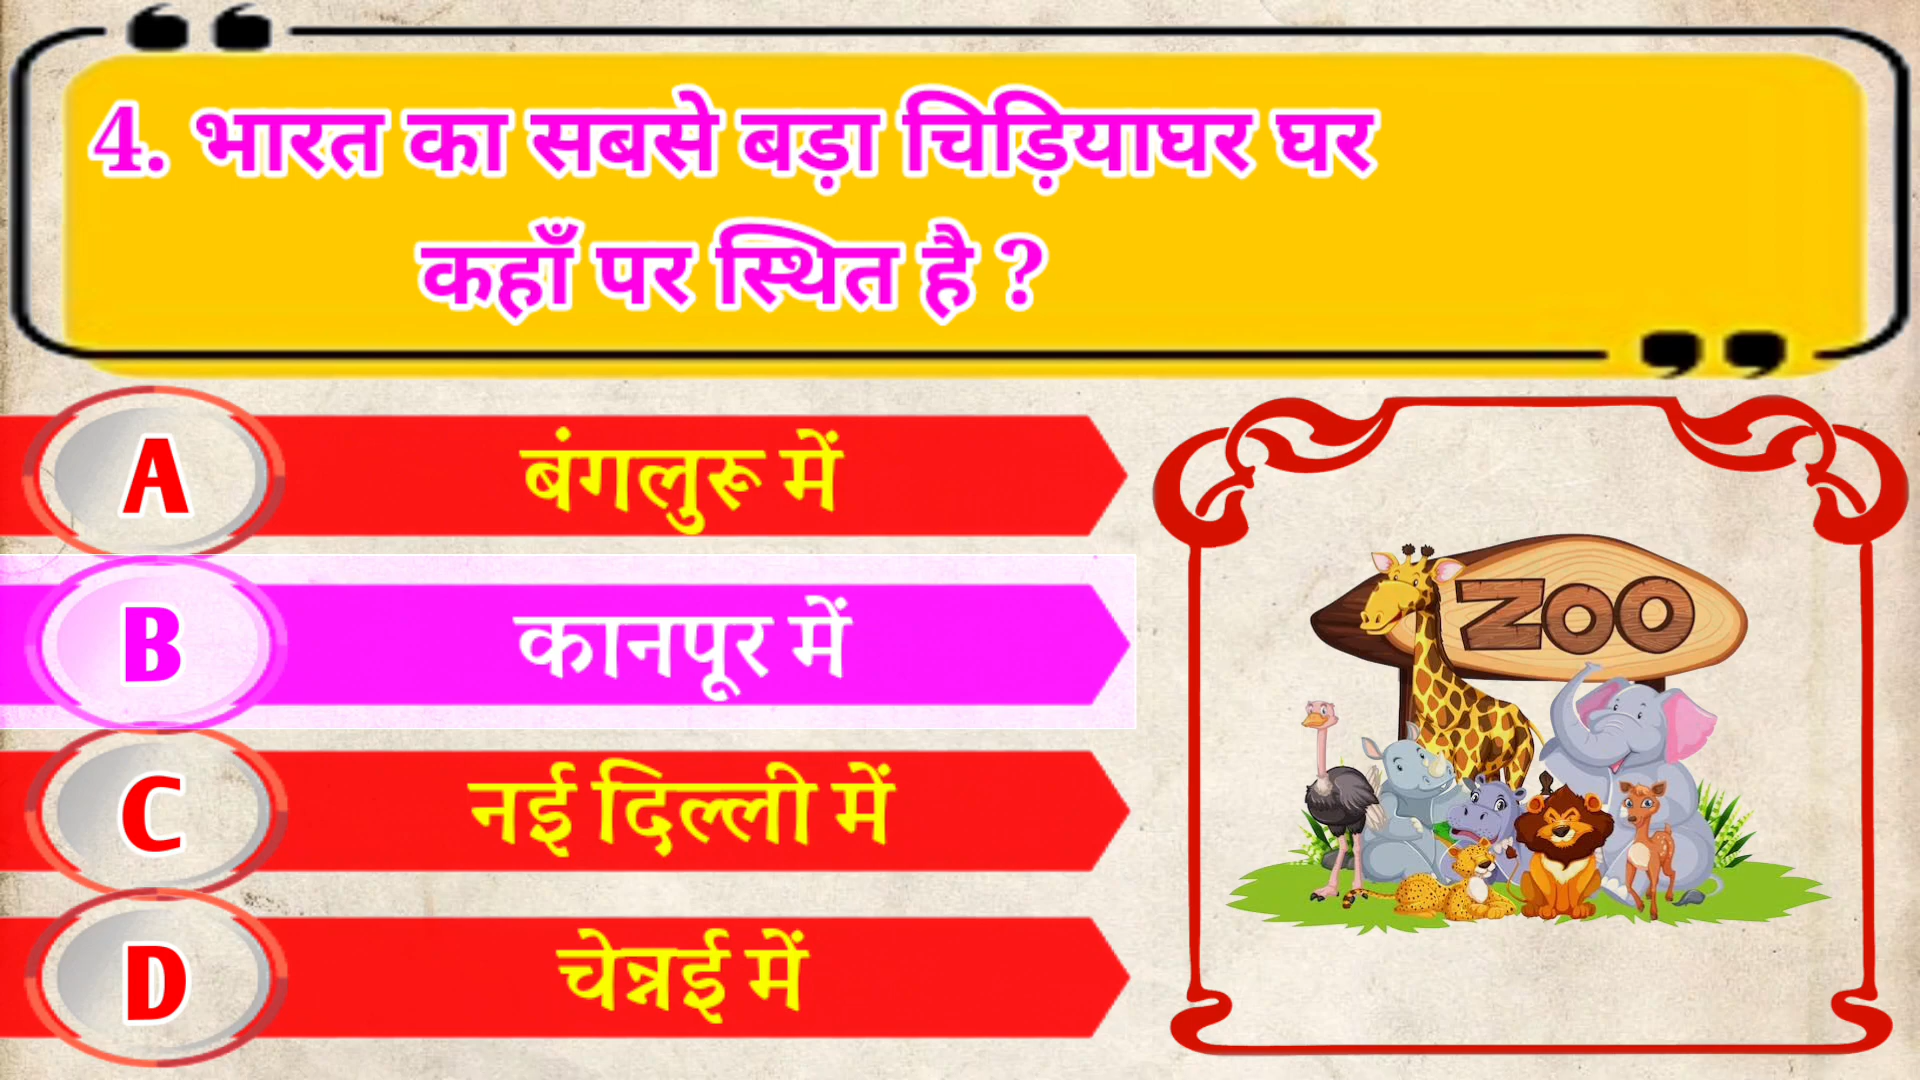 4. भारत का सबसे बड़ा चिड़ियाघर घर
कहाँ पर स्थित है ?
A बंगलुरू में
B कानपूर में
C नई दिल्ली में
D चेन्नई में
ZOO